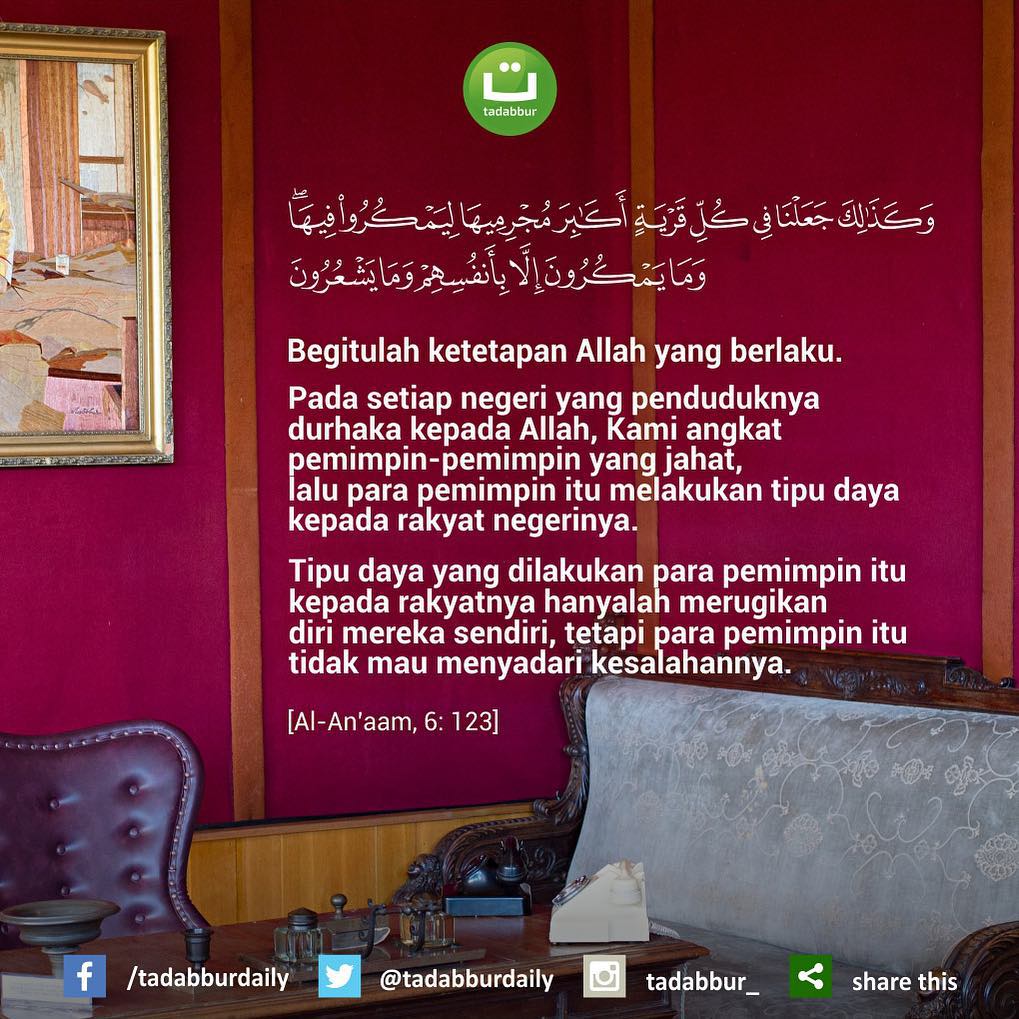 ت
tadabbur
وَكَذَٰلِكَ جَعَلْنَا فِي كُلِّ قَرْيَةٍ أَكَٰبِرَ مُجْرِمِيهَا لِيَمْكُرُوا۟ فِيهَا ۖ
وَمَا يَمْكُرُونَ إِلَّا بِأَنفُسِهِمْ وَمَا يَشْعُرُونَ
Begitulah ketetapan Allah yang berlaku.
Pada setiap negeri yang penduduknya
durhaka kepada Allah, Kami angkat
pemimpin-pemimpin yang jahat,
lalu para pemimpin itu melakukan tipu daya
kepada rakyat negerinya.
Tipu daya yang dilakukan para pemimpin itu
kepada rakyatnya hanyalah merugikan
diri mereka sendiri, tetapi para pemimpin itu
tidak mau menyadari kesalahannya.
[Al-An'aam, 6: 123]
f /tadabburdaily @tadabburdaily tadabbur_ share this